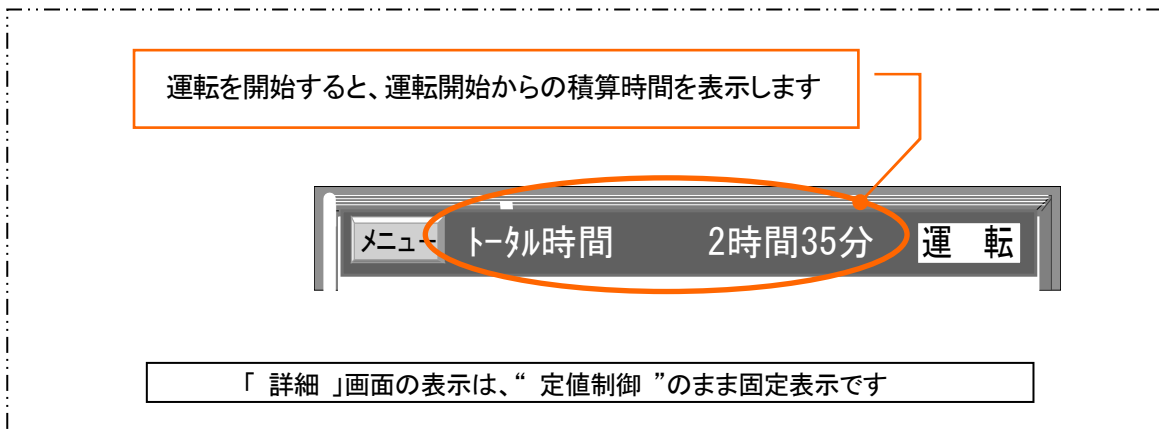 運転を開始すると、運転開始からの積算時間を表示します
メニュー ﾄｰﾀﾙ時間 2時間35分 運 転
「 詳細 」画面の表示は、“ 定値制御 ”のまま固定表示です